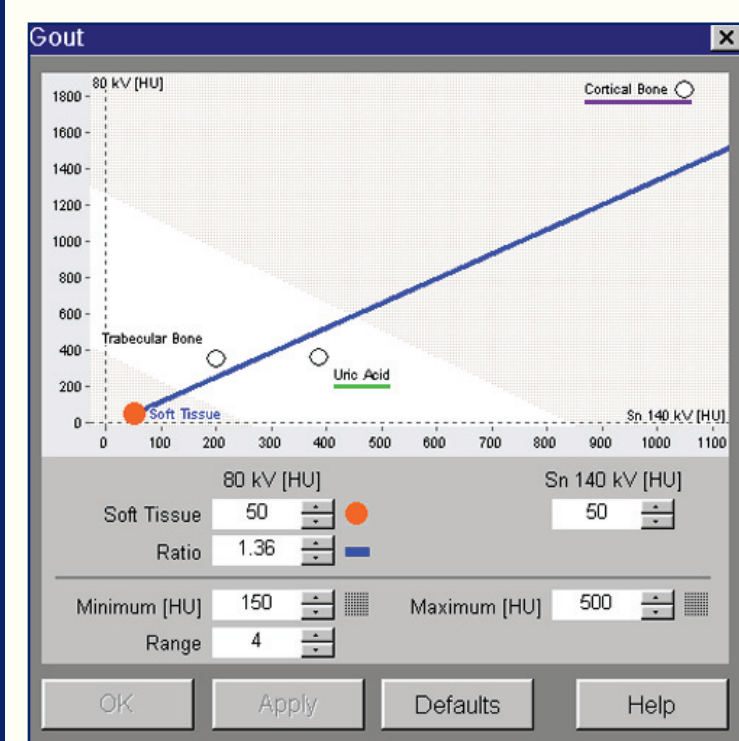 Gout
80 kV [HU]
1800
1600
1400
1200
1000
800
600
400
200
0
Cortical Bone
Trabecular Bone
Uric Acid
Soft Tissue
Sn 140 kV [HU]
0 100 200 300 400 500 600 700 800 900 1000 1100
80 kV [HU] Sn 140 kV [HU]
Soft Tissue 50 50
Ratio 1.36
Minimum [HU] 150 Maximum [HU] 500
Range 4
OK Apply Defaults Help